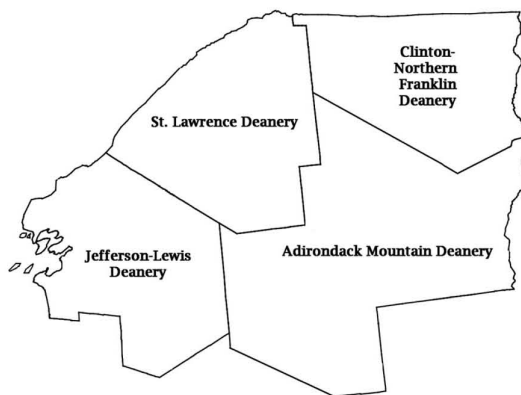 Clinton-
Northern
Franklin
Deanery
St. Lawrence Deanery
Jefferson-Lewis
Deanery
Adirondack Mountain Deanery